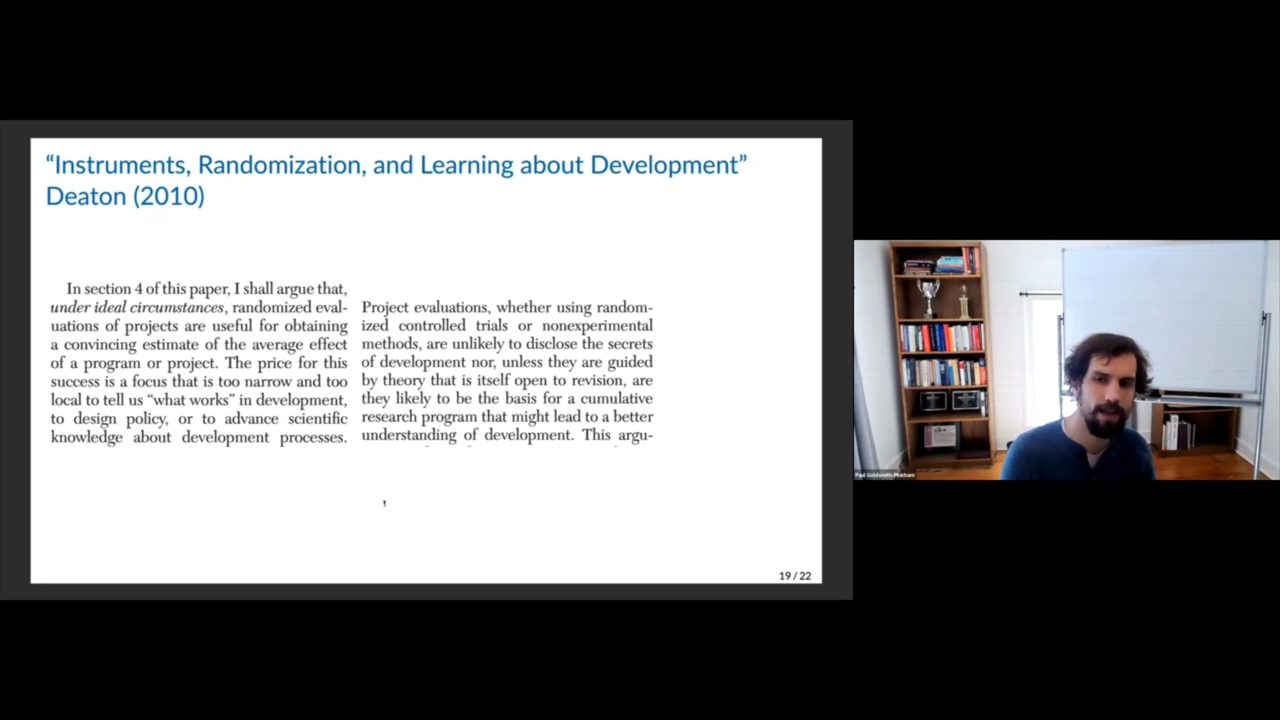 “Instruments, Randomization, and Learning about Development”
Deaton (2010)
In section 4 of this paper, I shall argue that,
under ideal circumstances, randomized eval-
uations of projects are useful for obtaining
a convincing estimate of the average effect
of a program or project. The price for this
success is a focus that is too narrow and too
local to tell us “what works” in development,
to design policy, or to advance scientific
knowledge about development processes.
Project evaluations, whether using random-
ized controlled trials or nonexperimental
methods, are unlikely to disclose the secrets
of development nor, unless they are guided
by theory that is itself open to revision, are
they likely to be the basis for a cumulative
research program that might lead to a better
understanding of development. This argu-
19 / 22
Paul Goldsmith-Pinkham